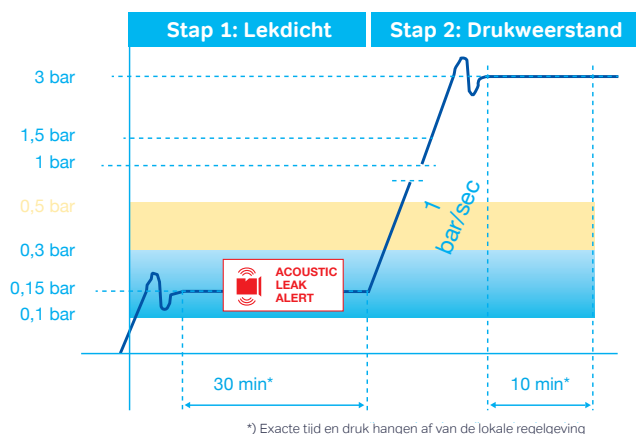 Stap 1: Lekdicht
Stap 2: Drukweerstand
3 bar
1,5 bar
1 bar
0,5 bar
0,3 bar
0,15 bar
0,1 bar
1
bar/sec
ACOUSTIC
LEAK
ALERT
30 min*
10 min*
*) Exacte tijd en druk hangen af van de lokale regelgeving